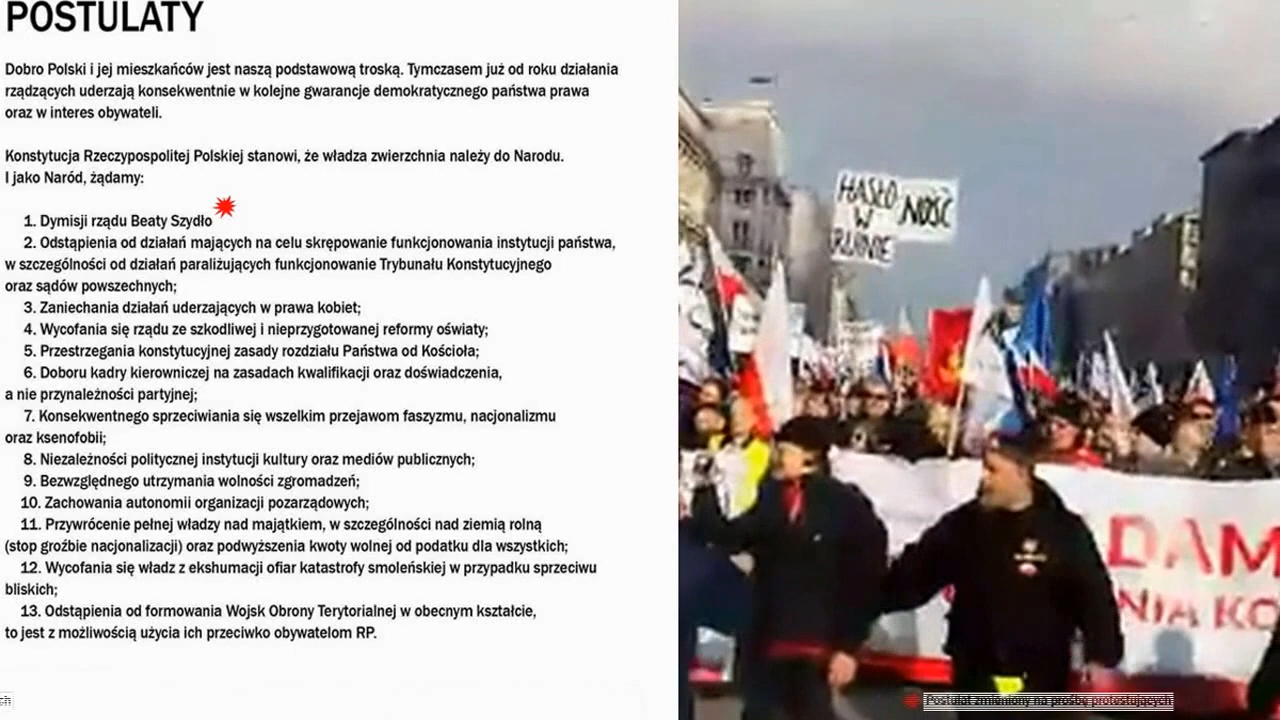 POSTULATY
Dobro Polski i jej mieszkańców jest naszą podstawową troską. Tymczasem już od roku działania
rządzących uderzają konsekwentnie w kolejne gwarancje demokratycznego państwa prawa
oraz w interes obywateli.
Konstytucja Rzeczypospolitej Polskiej stanowi, że władza zwierzchnia należy do Narodu.
I jako Naród, żądamy:
1. Dymisji rządu Beaty Szydło
2. Odstąpienia od działań mających na celu skrępowanie funkcjonowania instytucji państwa,
w szczególności od działań paraliżujących funkcjonowanie Trybunału Konstytucyjnego
oraz sądów powszechnych;
3. Zaniechania działań uderzających w prawa kobiet;
4. Wycofania się rządu ze szkodliwej i nieprzygotowanej reformy oświaty;
5. Przestrzegania konstytucyjnej zasady rozdziału Państwa od Kościoła;
6. Doboru kadry kierowniczej na zasadach kwalifikacji oraz doświadczenia,
a nie przynależności partyjnej;
7. Konsekwentnego sprzeciwiania się wszelkim przejawom faszyzmu, nacjonalizmu
oraz ksenofobii;
8. Niezależności politycznej instytucji kultury oraz mediów publicznych;
9. Bezwzględnego utrzymania wolności zgromadzeń;
10. Zachowania autonomii organizacji pozarządowych;
11. Przywrócenie pełnej władzy nad majątkiem, w szczególności nad ziemią rolną
(stop groźbie nacjonalizacji) oraz podwyższenia kwoty wolnej od podatku dla wszystkich;
12. Wycofania się władz z ekshumacji ofiar katastrofy smoleńskiej w przypadku sprzeciwu
bliskich;
13. Odstąpienia od formowania Wojsk Obrony Terytorialnej w obecnym kształcie,
to jest z możliwością użycia ich przeciwko obywatelom RP.
ch
HASŁO NOŚĆ
W
RUINIE
DAM
NIA KO
Postulat zmieniony na prośbę protestujących